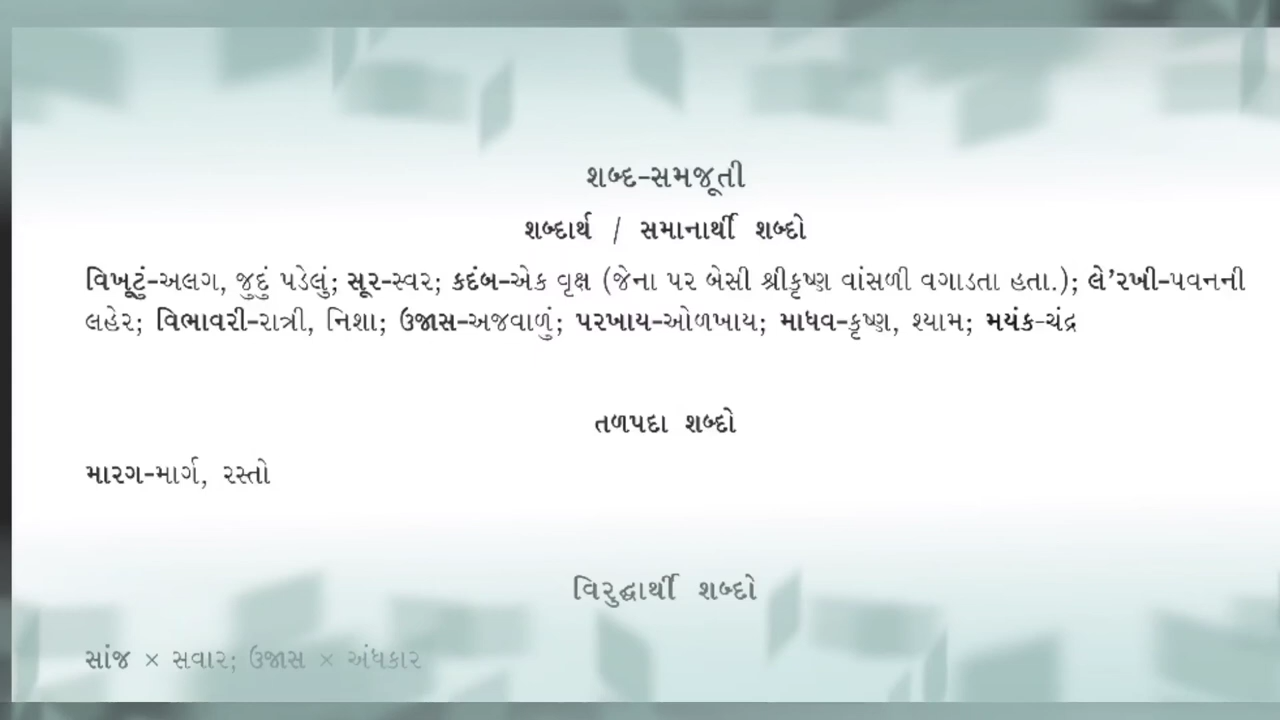 શબ્દ-સમજૂતી
શબ્દાર્થ / સમાનાર્થી શબ્દો
વિખૂટું-અલગ, જુદું પડેલું; સૂર-સ્વર; કદંબ-એક વૃક્ષ (જેના પર બેસી શ્રીકૃષ્ણ વાંસળી વગાડતા હતા.); લે’રખી-પવનની
લહેર; વિભાવરી-રાત્રી, નિશા; ઉજાસ-અજવાળું; પરખાય-ઓળખાય; માધવ-કૃષ્ણ, શ્યામ; મયંક-ચંદ્ર
તળપદા શબ્દો
મારગ-માર્ગ, રસ્તો
વિરુદ્ધાર્થી શબ્દો
સાંજ × સવાર; ઉજાસ × અંધકાર